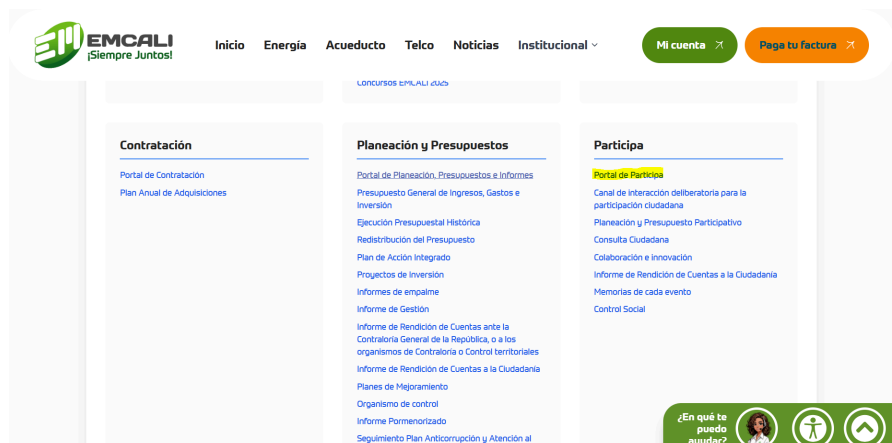 EMCALI
¡Siempre Juntos!
Inicio
Energía
Acueducto
Telco
Noticias
Institucional
Mi cuenta
Paga tu factura
Concursos EMCALI 2025
Contratación
Portal de Contratación
Plan Anual de Adquisiciones
Planeación y Presupuestos
Portal de Planeación, Presupuestos e Informes
Presupuesto General de Ingresos, Gastos e
Inversión
Ejecución Presupuestal Histórica
Redistribución del Presupuesto
Plan de Acción Integrado
Proyectos de Inversión
Informes de empalme
Informe de Gestión
Informe de Rendición de Cuentas ante la
Contraloría General de la República, o a los
organismos de Contraloría o Control territoriales
Informe de Rendición de Cuentas a la Ciudadanía
Planes de Mejoramiento
Organismo de control
Informe Pormenorizado
Seguimiento Plan Anticorrupción y Atención al
Participa
Portal de Participa
Canal de interacción deliberatoria para la
participación ciudadana
Planeación y Presupuesto Participativo
Consulta Ciudadana
Colaboración e innovación
Informe de Rendición de Cuentas a la Ciudadanía
Memorias de cada evento
Control Social
¿En qué te
puedo
ayudar?